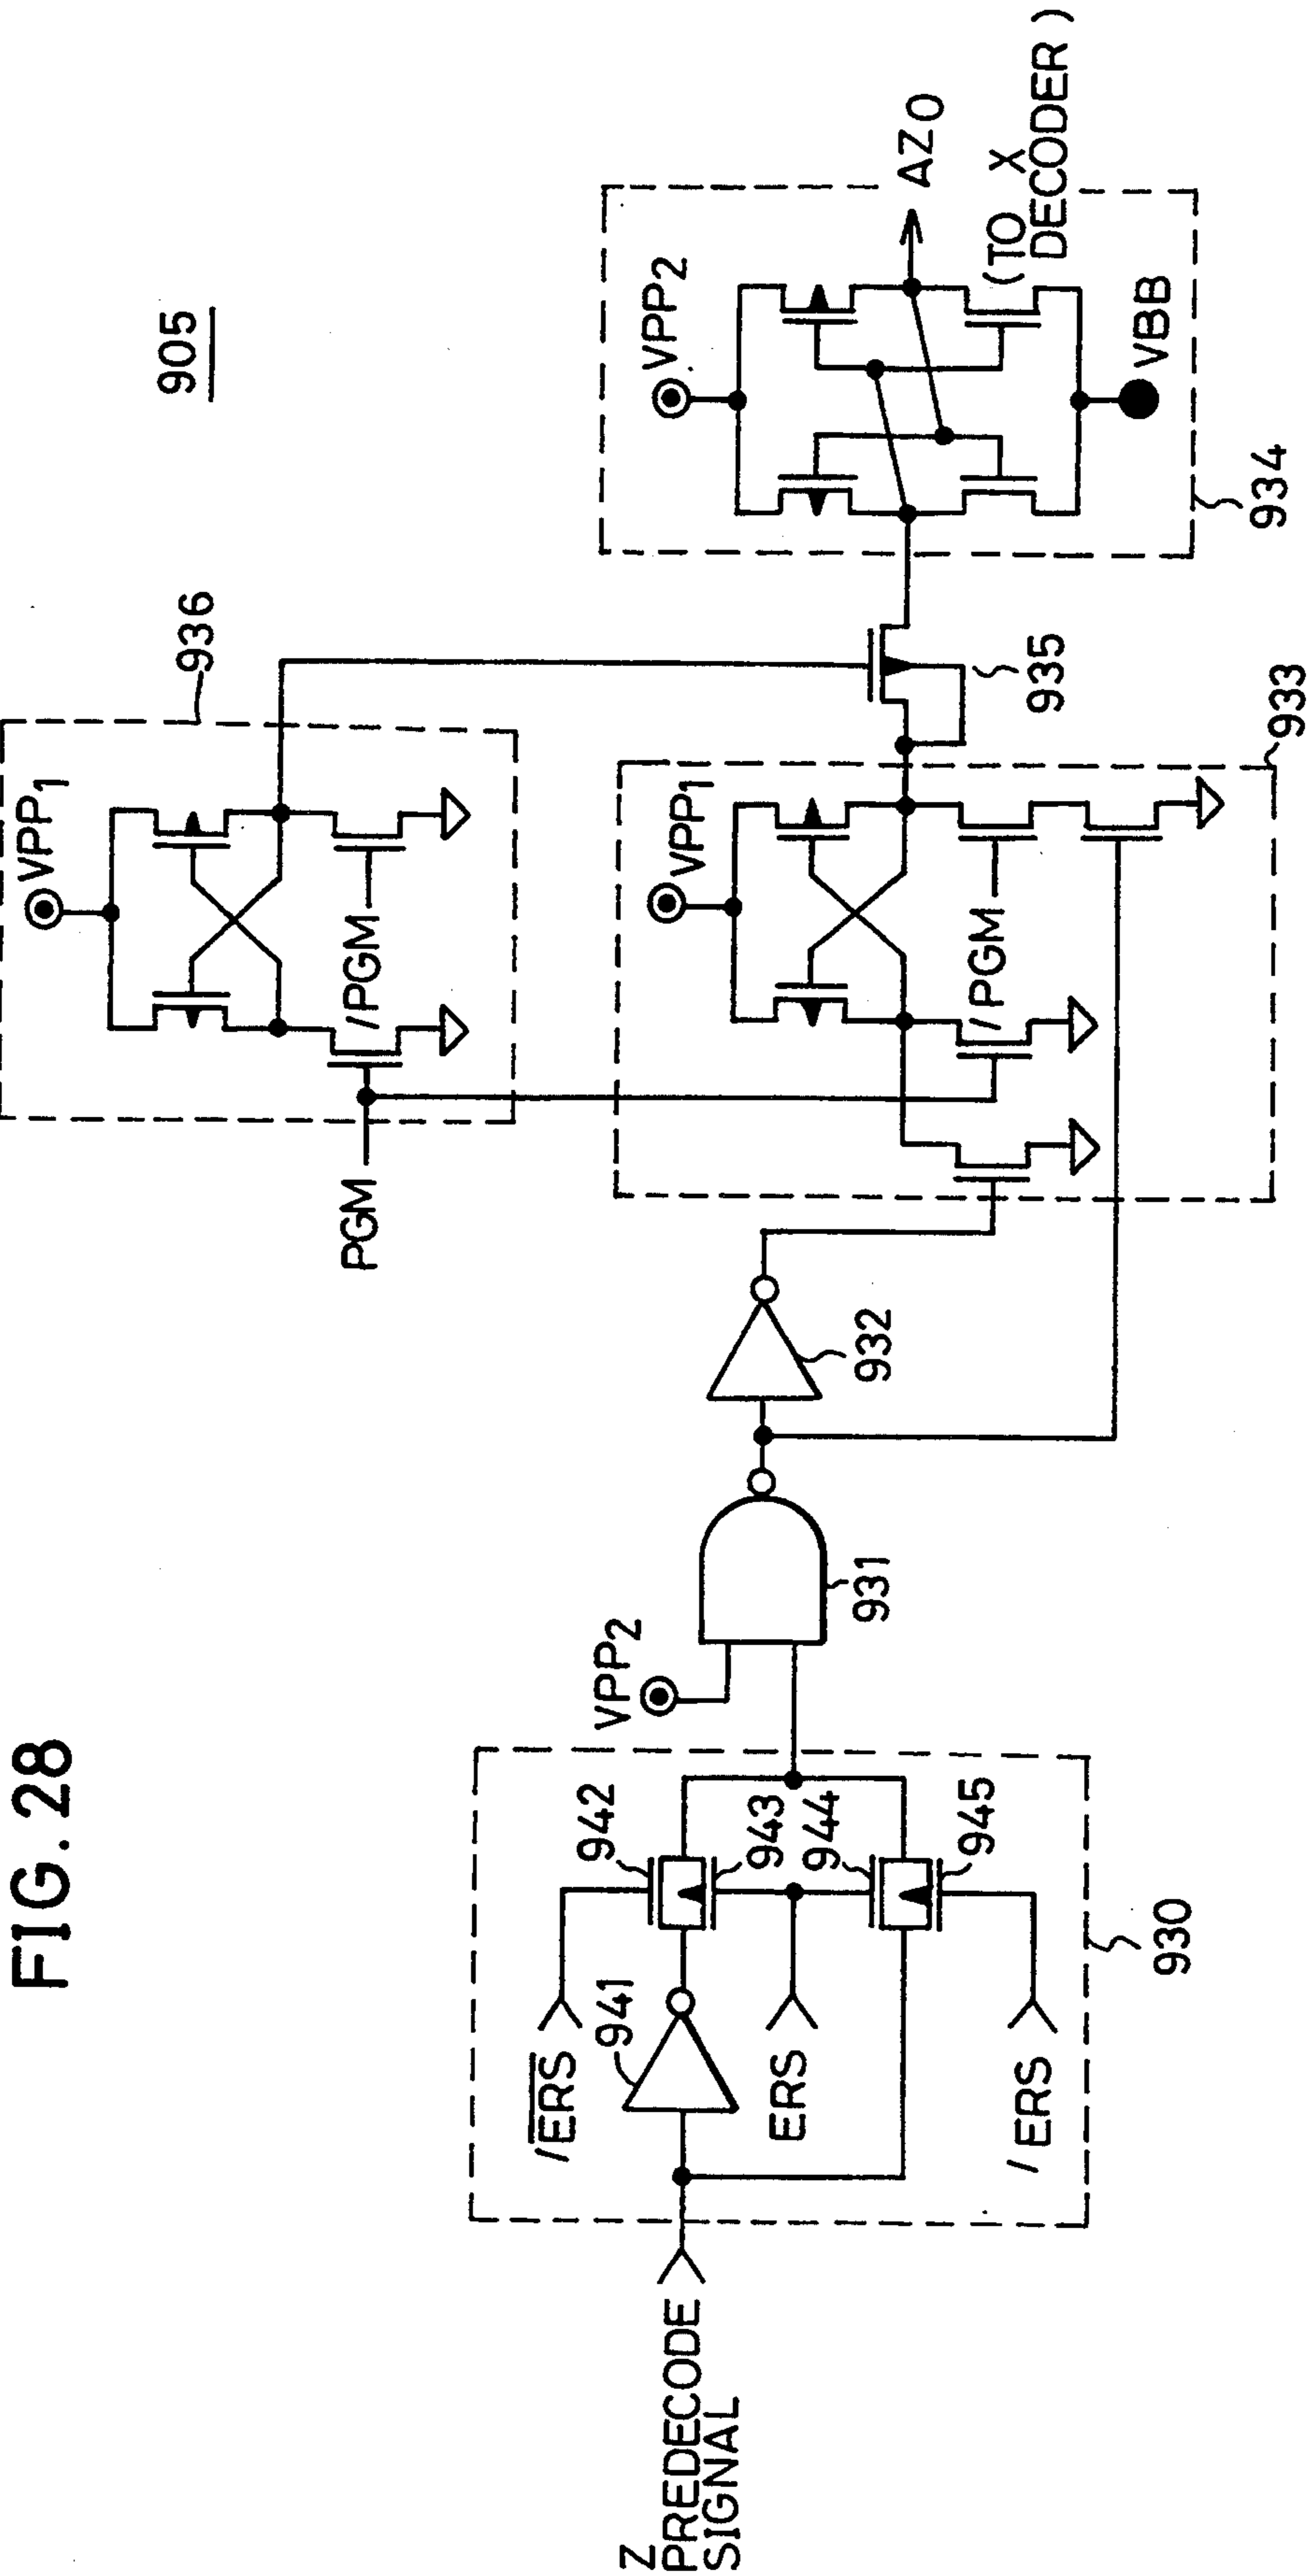 FIG. 28
905
Z
PREDECODE
SIGNAL
/E̅R̅S̅
941
ERS
/ERS
930
942
943
944
945
VPP2
931
932
PGM
/PGM
VPP1
936
VPP1
/PGM
933
935
VPP2
934
VBB
AZ0
(TO X
DECODER)